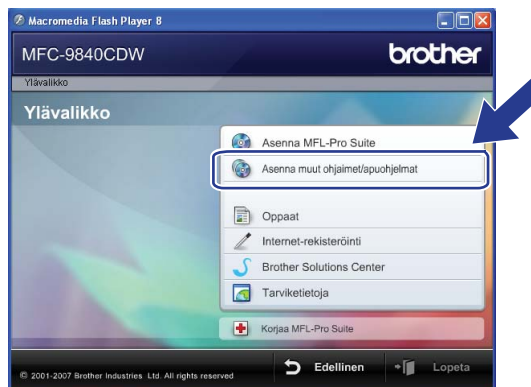 Macromedia Flash Player 8
MFC-9840CDW
brother
Ylävalikko
Ylävalikko
Asenna MFL-Pro Suite
Asenna muut ohjaimet/apuohjelmat
Oppaat
Internet-rekisteröinti
Brother Solutions Center
Tarviketietoja
Korjaa MFL-Pro Suite
© 2001-2007 Brother Industries Ltd. All rights reserved
Edellinen
Lopeta